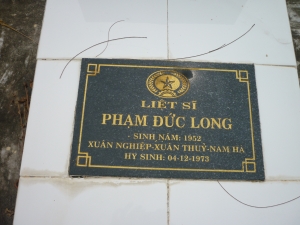 LIỆT SĨ
PHẠM ĐỨC LONG
- SINH NĂM: 1952
XUÂN NGHIỆP-XUÂN THUỶ-NAM HÀ
HY SINH: 04-12-1973